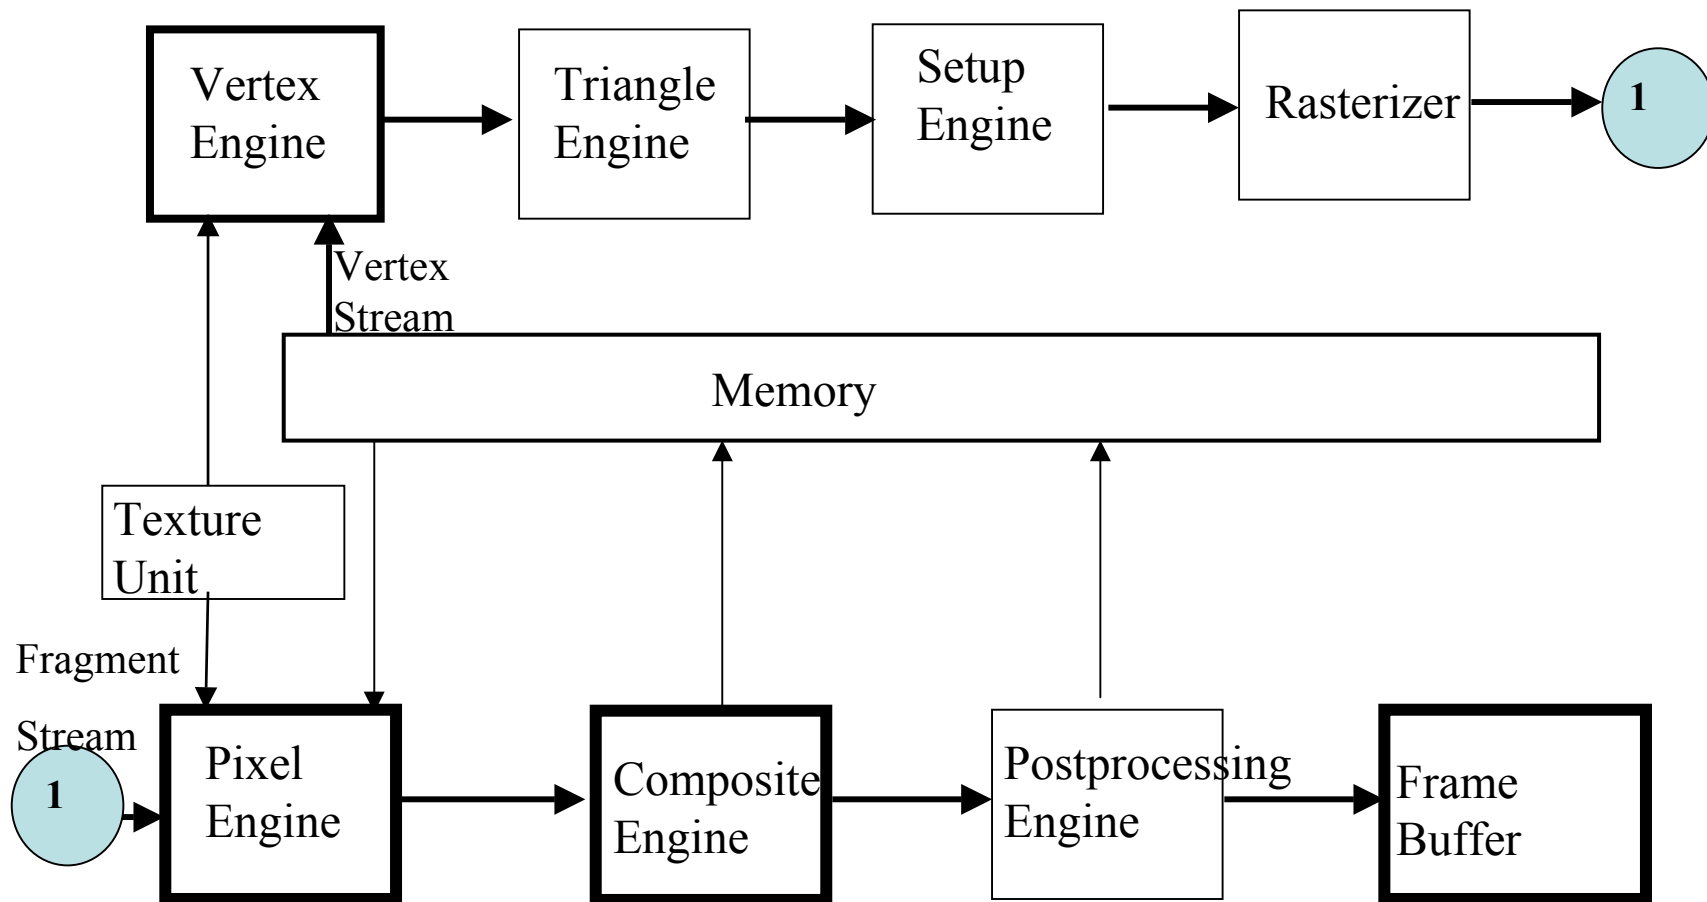 Vertex
Engine
Triangle
Engine
Setup
Engine
Rasterizer
1
Vertex
Stream
Memory
Texture
Unit
Fragment
Stream
1
Pixel
Engine
Composite
Engine
Postprocessing
Engine
Frame
Buffer